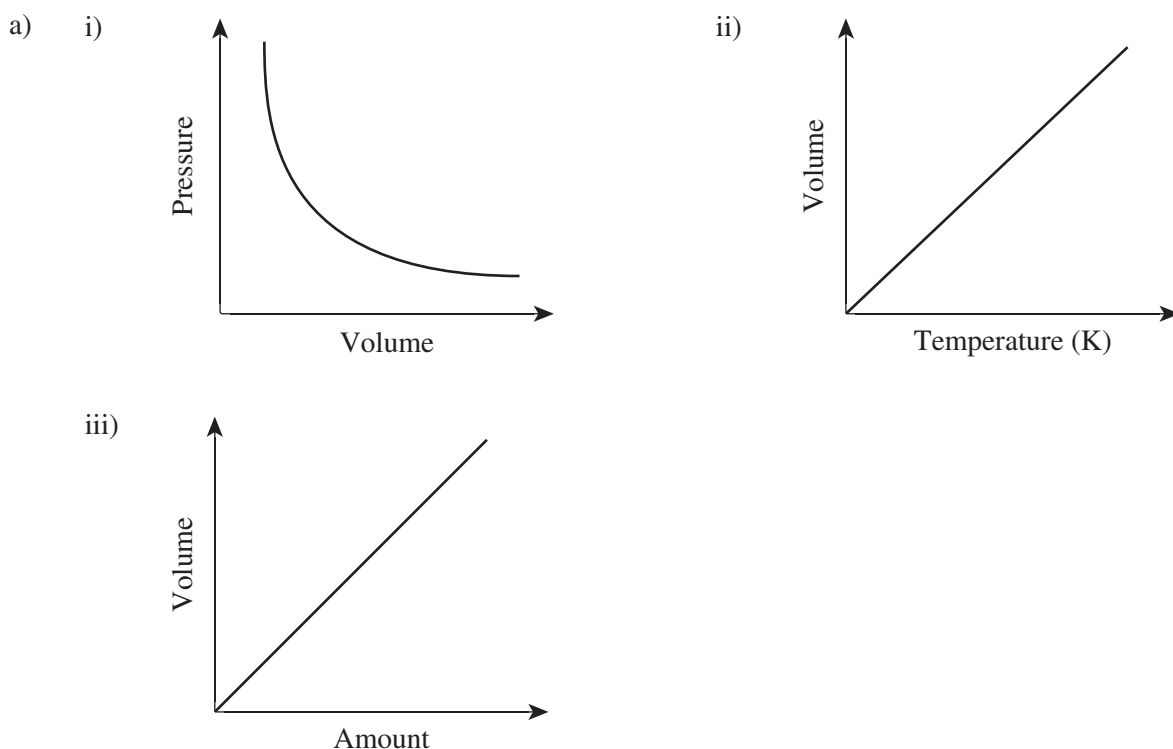 a) i)
Pressure
Volume
ii)
Volume
Temperature (K)
iii)
Volume
Amount